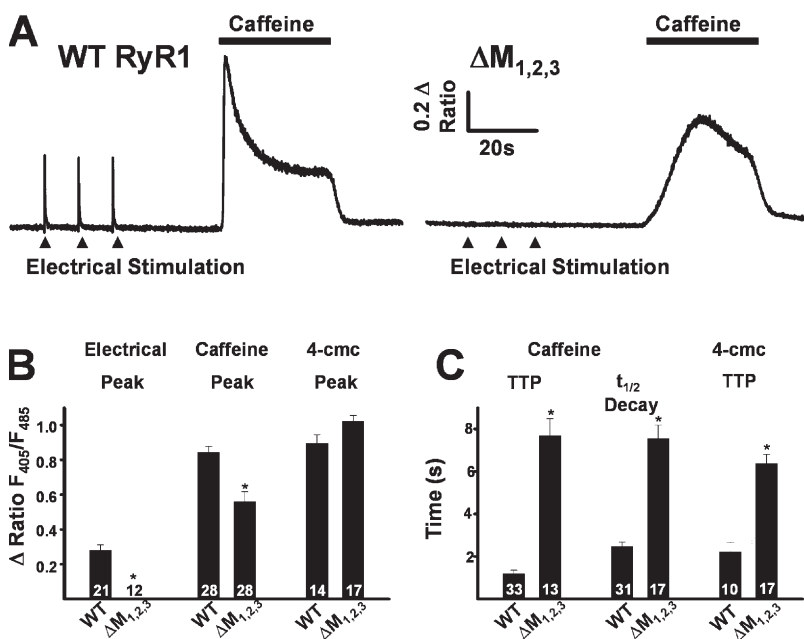 A
WT RyR1
Caffeine
ΔM1,2,3
Caffeine
0.2 Δ
Ratio
20s
Electrical Stimulation
Electrical Stimulation
B
Electrical Caffeine 4-cmc
Peak Peak Peak
Δ Ratio F405/F485
1.0
0.8
0.6
0.4
0.2
*
*
21 12 28 28 14 17
WT ΔM1,2,3 WT ΔM1,2,3 WT ΔM1,2,3
C
Caffeine 4-cmc
TTP t1/2 Decay TTP
Time (s)
8
6
4
2
* * *
33 13 31 17 10 17
WT ΔM1,2,3 WT ΔM1,2,3 WT ΔM1,2,3